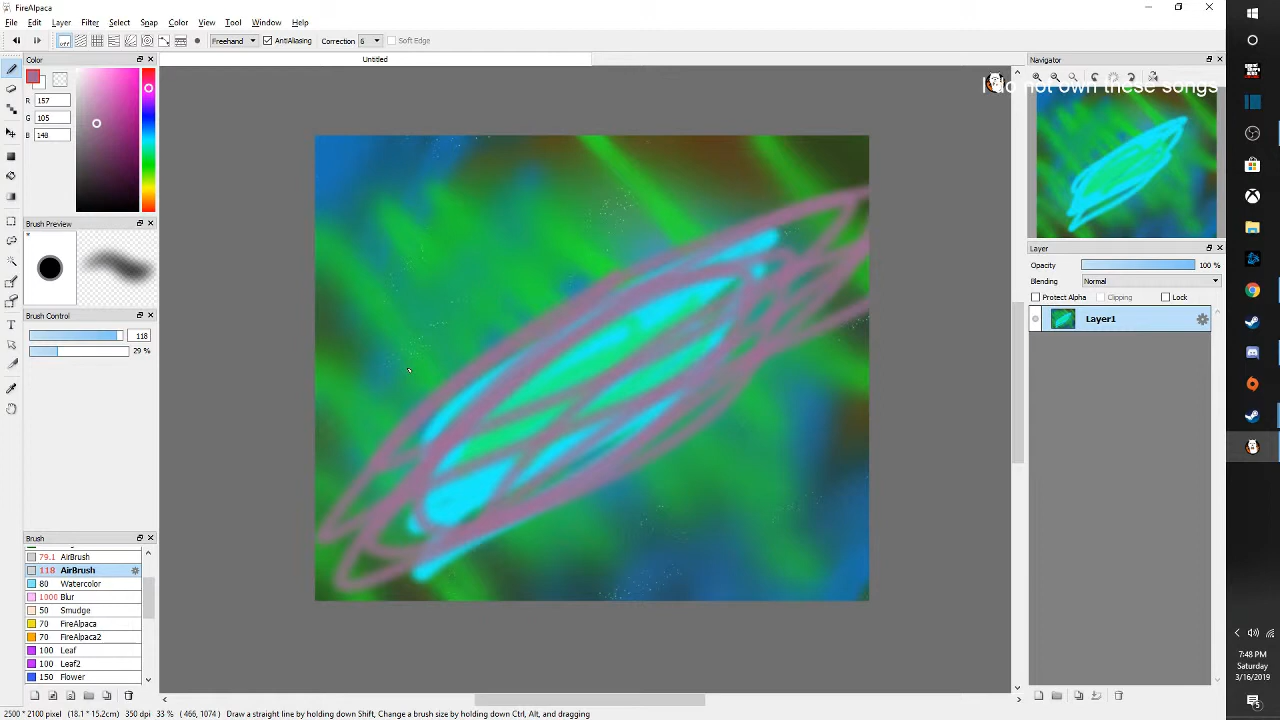 FireAlpaca
File Edit Layer Filter Select Snap Color View Tool Window Help
Off Freehand AntiAliasing Correction 6 Soft Edge
Color
Untitled
Navigator
I do not own these songs
R 157
G 105
B 148
Brush Preview
Layer
Opacity 100 %
Blending Normal
Protect Alpha Clipping Lock
Layer1
Brush Control
118
29 %
Brush
79.1 AirBrush
118 AirBrush
80 Watercolor
1000 Blur
50 Smudge
70 FireAlpaca
70 FireAlpaca2
100 Leaf
100 Leaf2
150 Flower
7:48 PM
Saturday
3/16/2019
5
2500 * 2100 pixel (18.1 * 15.2cm) 350 dpi 33 % ( 466, 1074 ) Draw a straight line by holding down Shift, Change a brush size by holding down Ctrl, Alt, and dragging